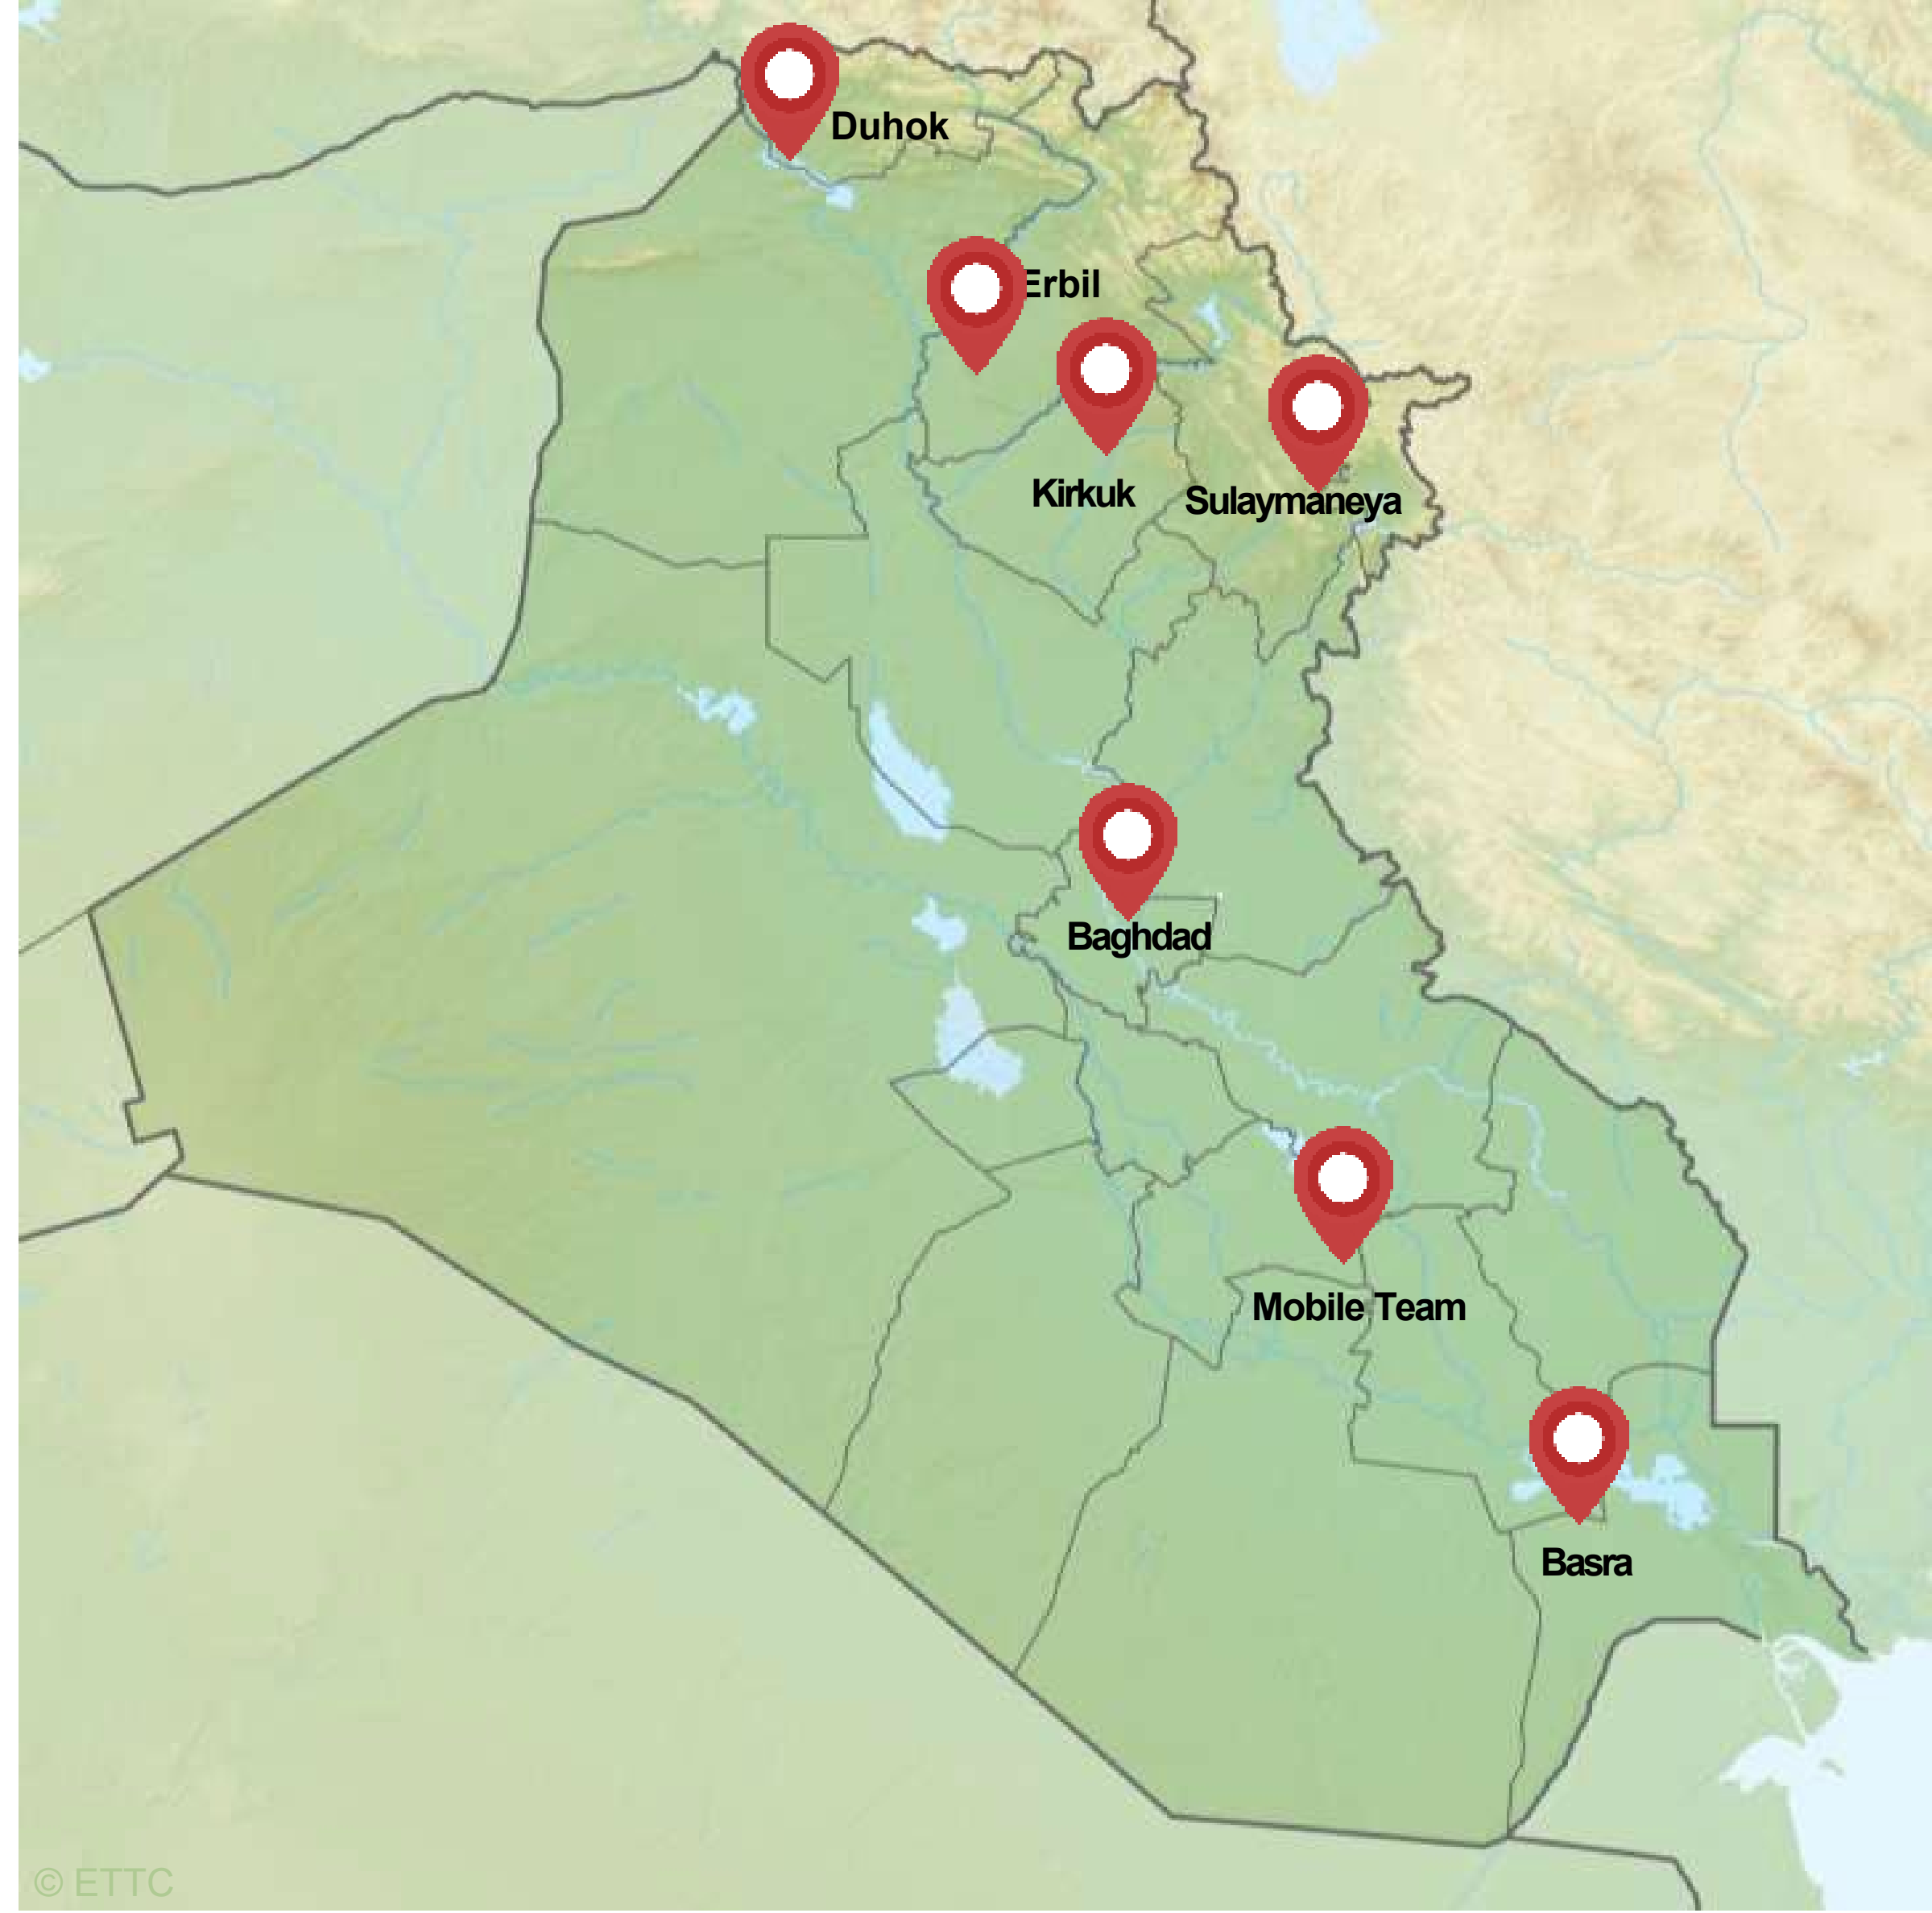 Duhok
Erbil
Kirkuk
Sulaymaneya
Baghdad
Mobile Team
Basra
© ETTC